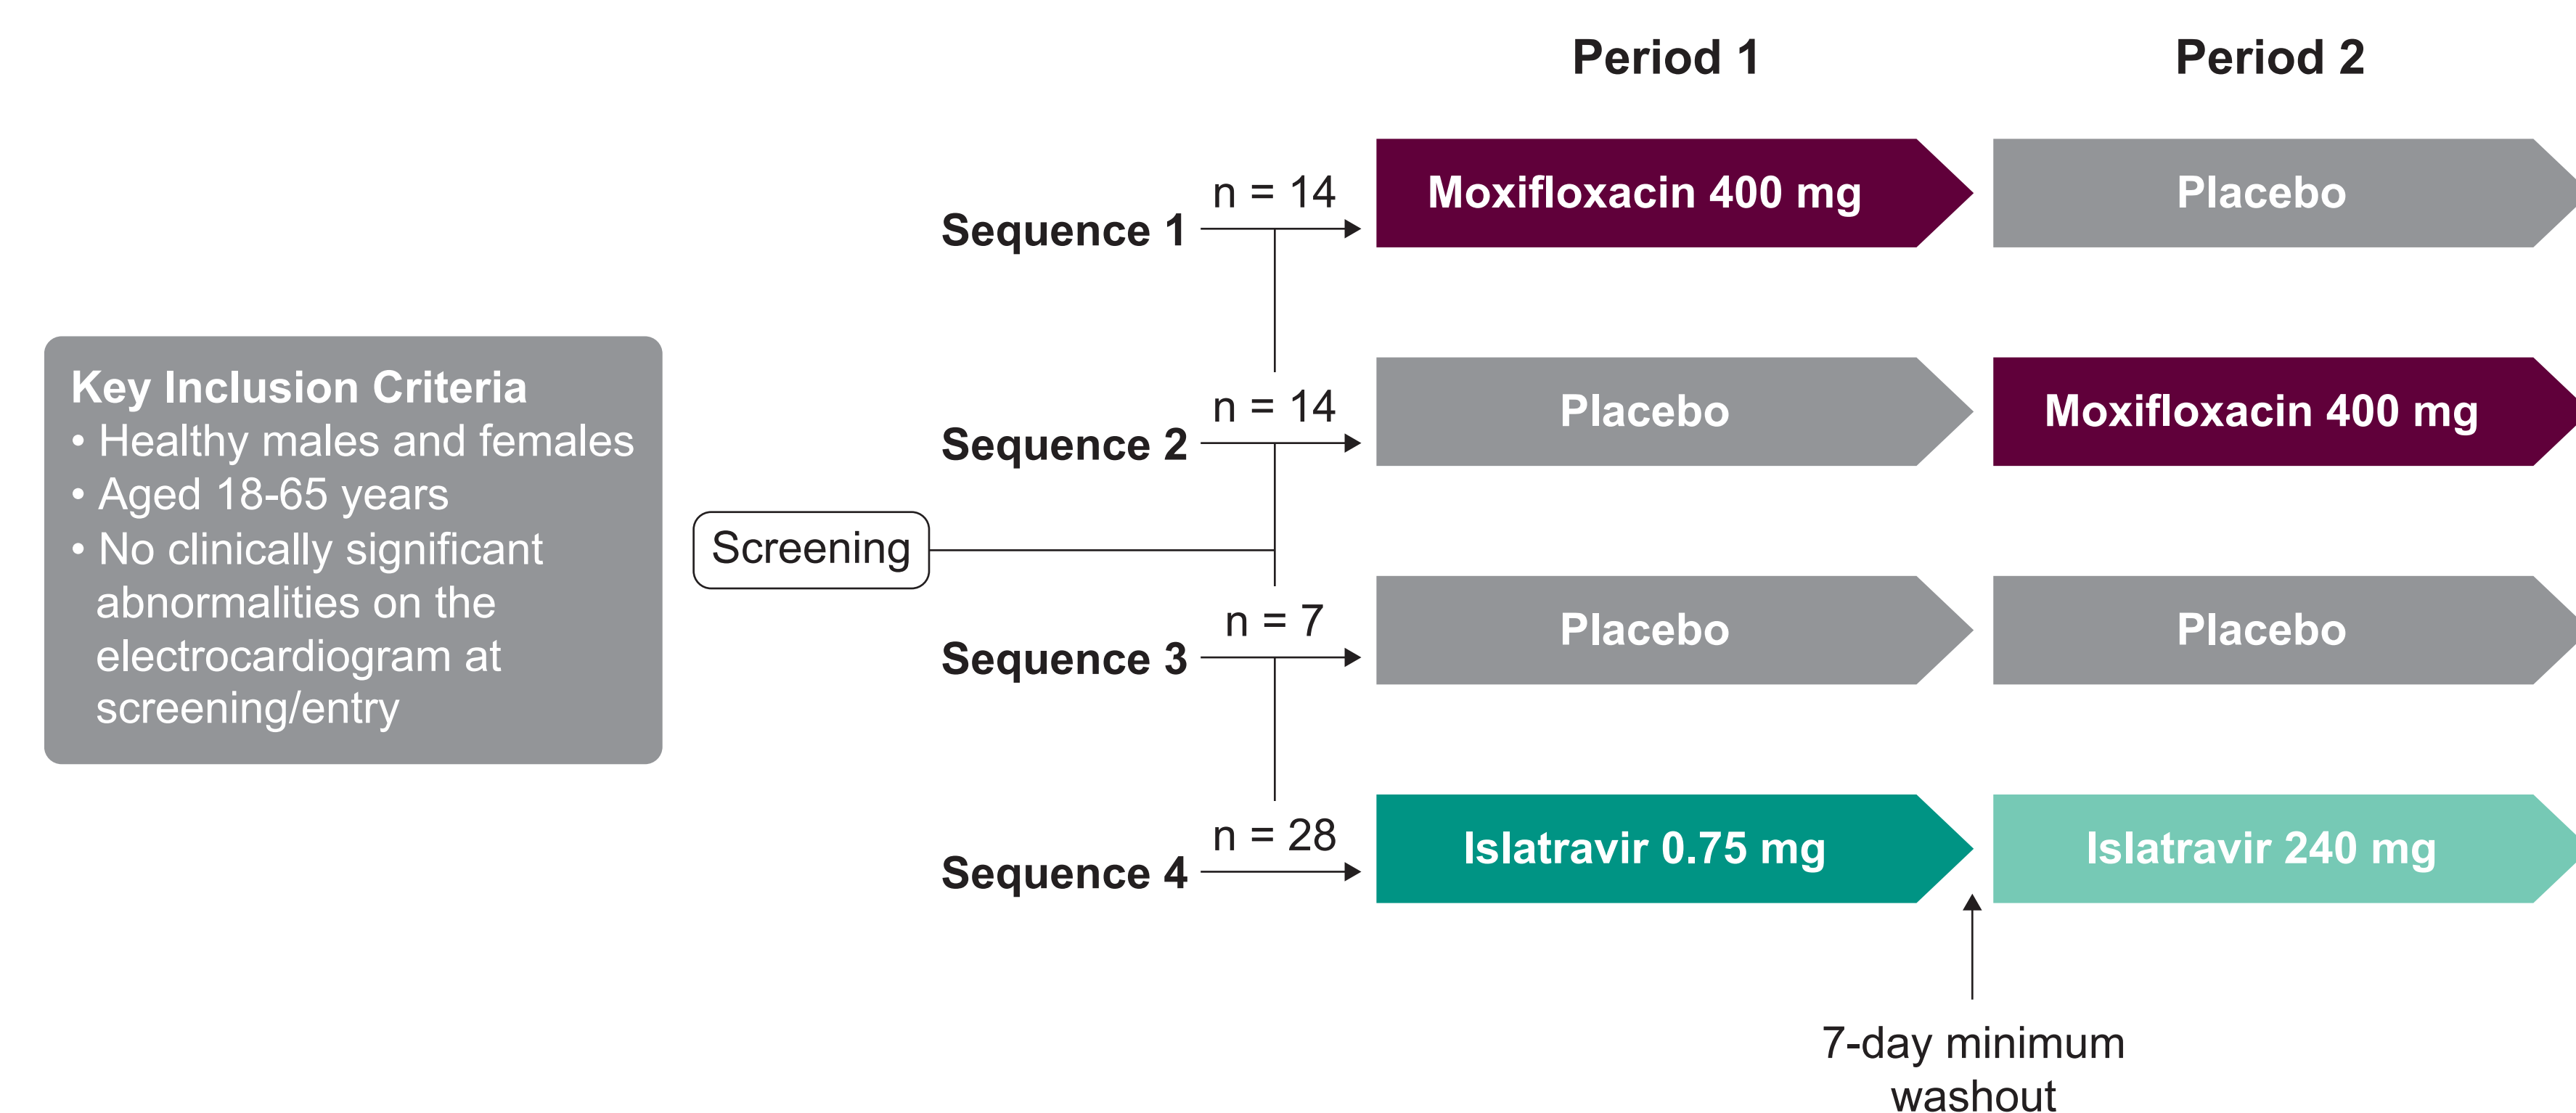 Period 1
Period 2
Sequence 1
n = 14
Moxifloxacin 400 mg
Placebo
Key Inclusion Criteria
• Healthy males and females
• Aged 18-65 years
• No clinically significant
abnormalities on the
electrocardiogram at
screening/entry
Screening
Sequence 2
n = 14
Placebo
Moxifloxacin 400 mg
Sequence 3
n = 7
Placebo
Placebo
Sequence 4
n = 28
Islatravir 0.75 mg
Islatravir 240 mg
7-day minimum
washout